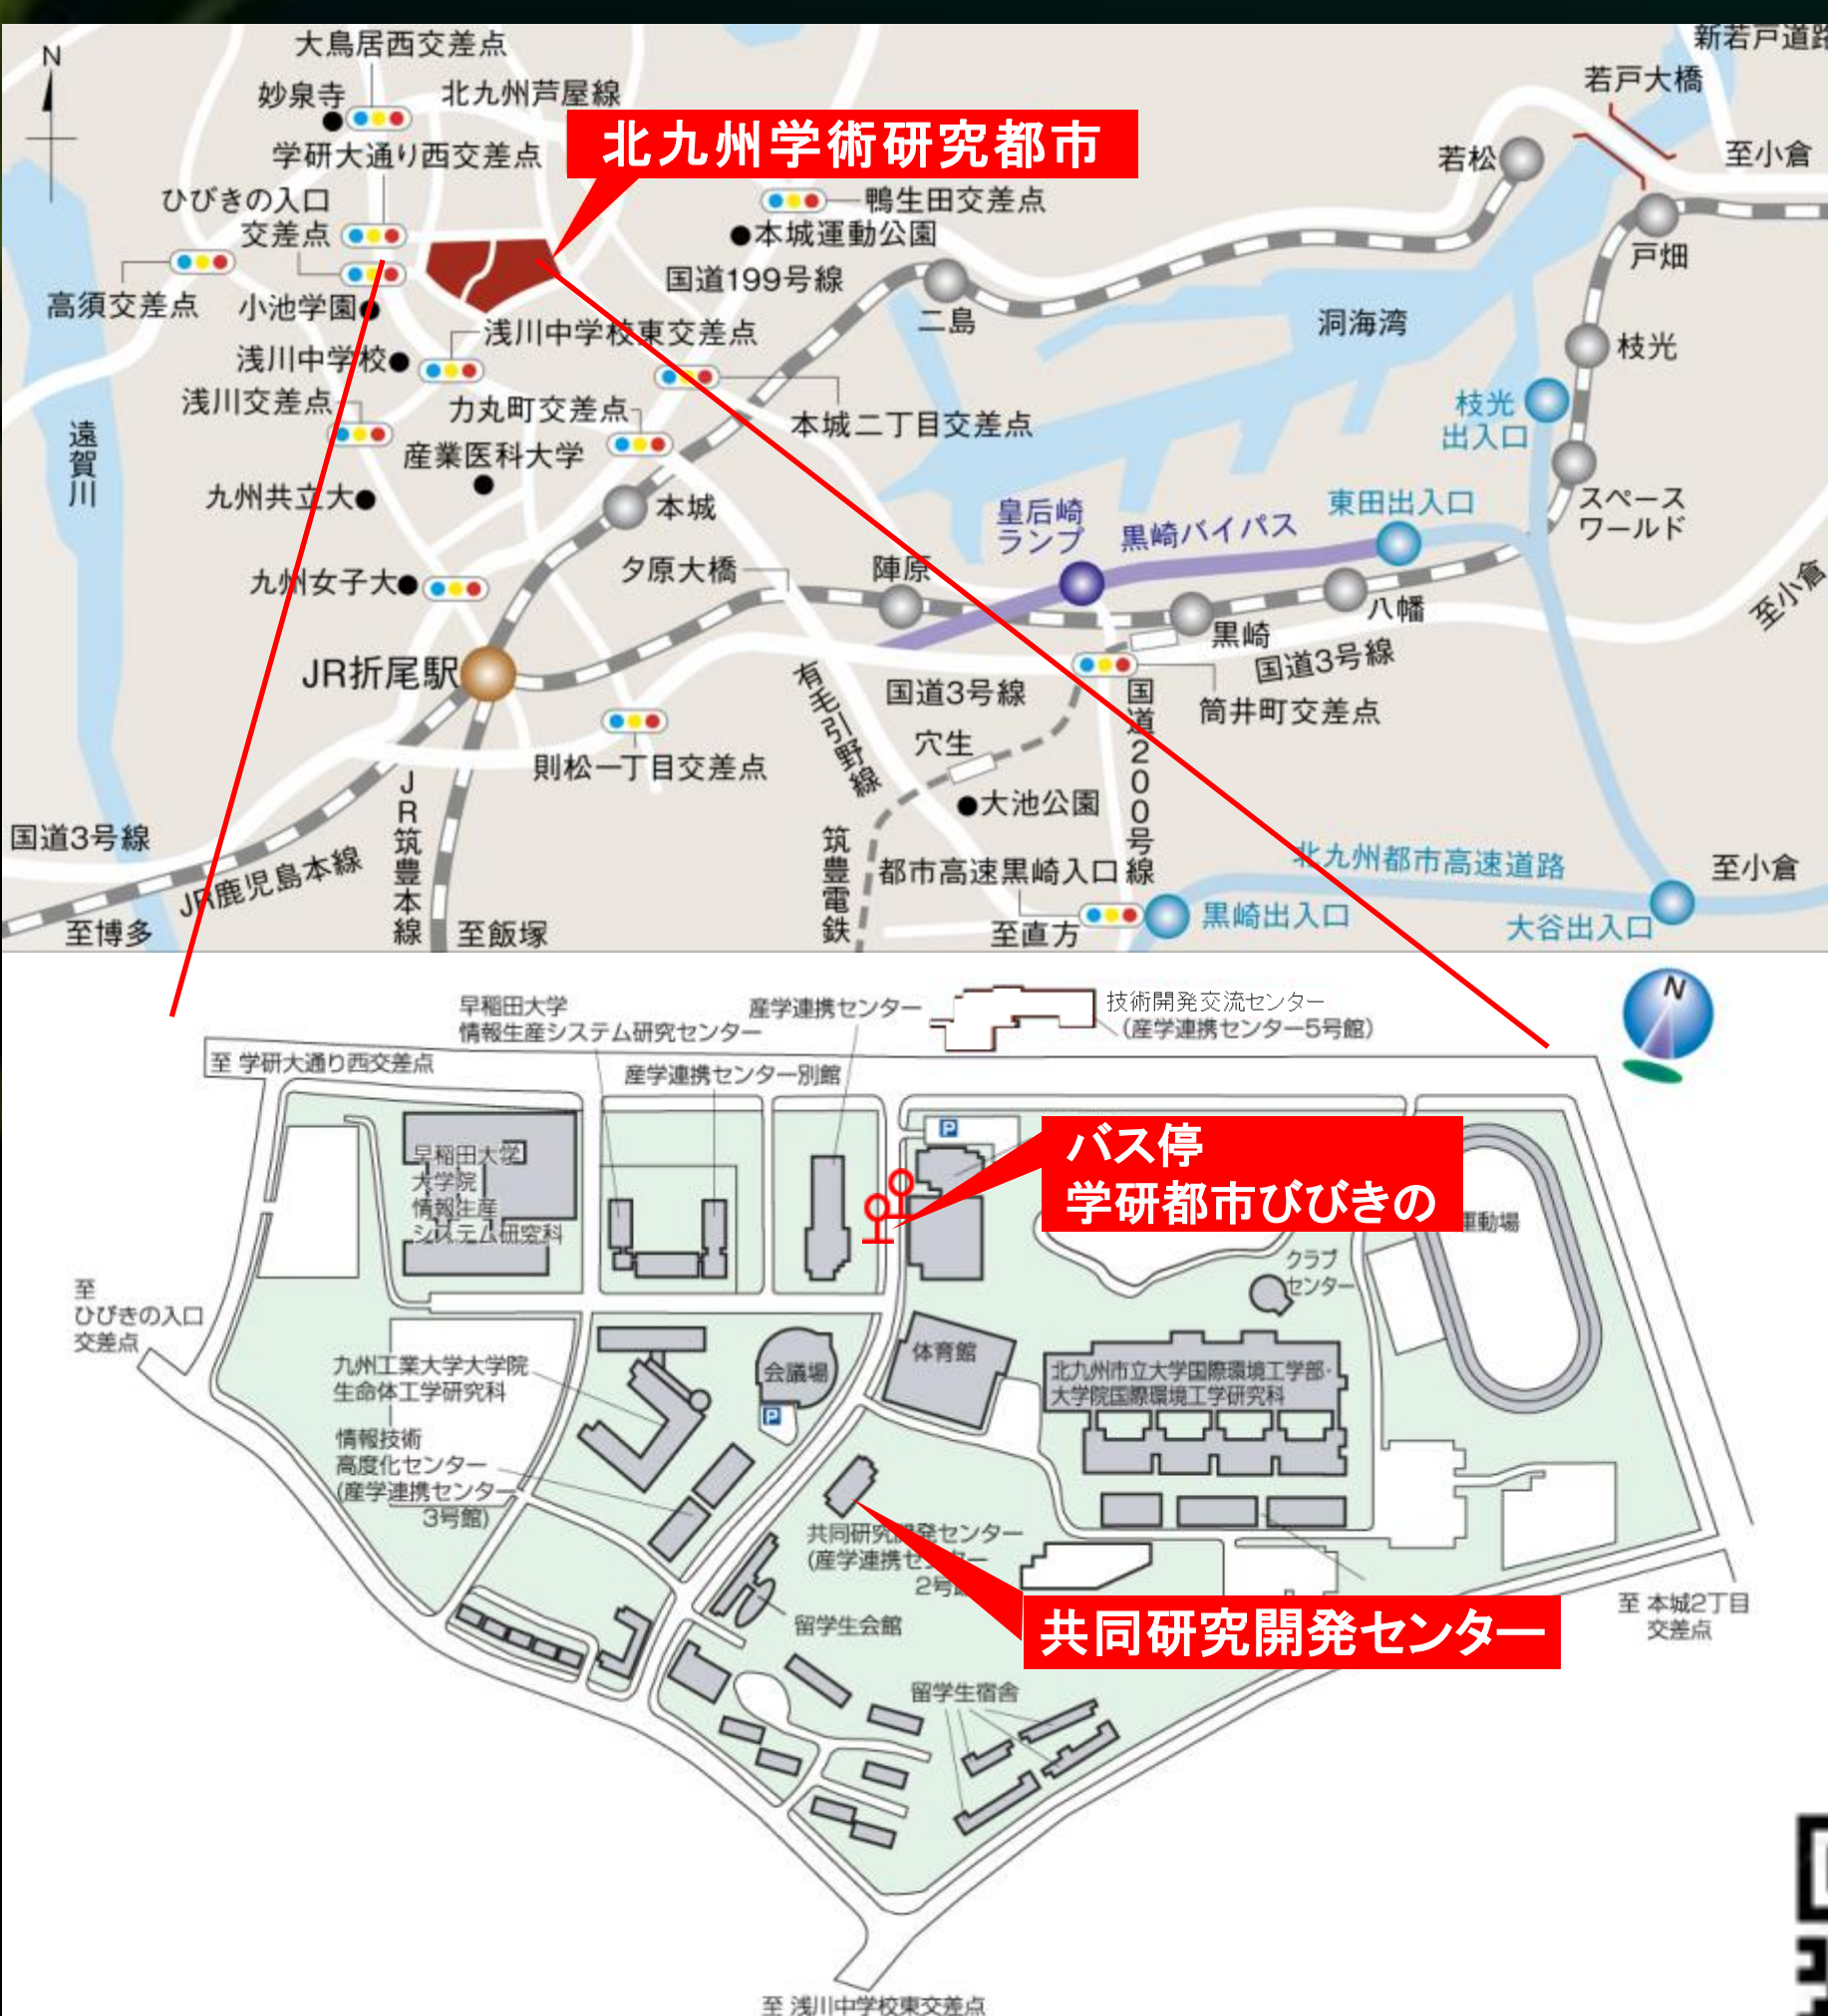 N
大鳥居西交差点
妙泉寺
北九州芦屋線
学研大通り西交差点
北九州学術研究都市
ひびきの入口
交差点
高須交差点
小池学園
浅川中学校
浅川中学校東交差点
浅川交差点
力丸町交差点
産業医科大学
九州共立大
遠賀川
九州女子大
本城
鴨生田交差点
本城運動公園
国道199号線
二島
本城二丁目交差点
新若戸道路
若戸大橋
若松
至小倉
戸畑
洞海湾
枝光
枝光
出入口
スペース
ワールド
東田出入口
皇后崎
ランプ
黒崎バイパス
夕原大橋
陣原
黒崎
八幡
至小倉
国道3号線
JR折尾駅
則松一丁目交差点
有毛引野線
国道3号線
筒井町交差点
穴生
国道200号線
大池公園
国道3号線
JR鹿児島本線
至博多
JR筑豊本線
至飯塚
筑豊電鉄
都市高速黒崎入口
至直方
黒崎出入口
北九州都市高速道路
大谷出入口
至小倉
N
早稲田大学
情報生産システム研究センター
産学連携センター
技術開発交流センター
(産学連携センター5号館)
至 学研大通り西交差点
産学連携センター別館
P
バス停
学研都市びびきの
早稲田大学
大学院
情報生産
システム研究科
運動場
クラブ
センター
至
ひびきの入口
交差点
九州工業大学大学院
生命体工学研究科
会議場
P
体育館
北九州市立大学国際環境工学部・
大学院国際環境工学研究科
情報技術
高度化センター
(産学連携センター
3号館)
共同研究開発センター
(産学連携センター
2号館
共同研究開発センター
留学生会館
至 本城2丁目
交差点
留学生宿舎
至 浅川中学校東交差点